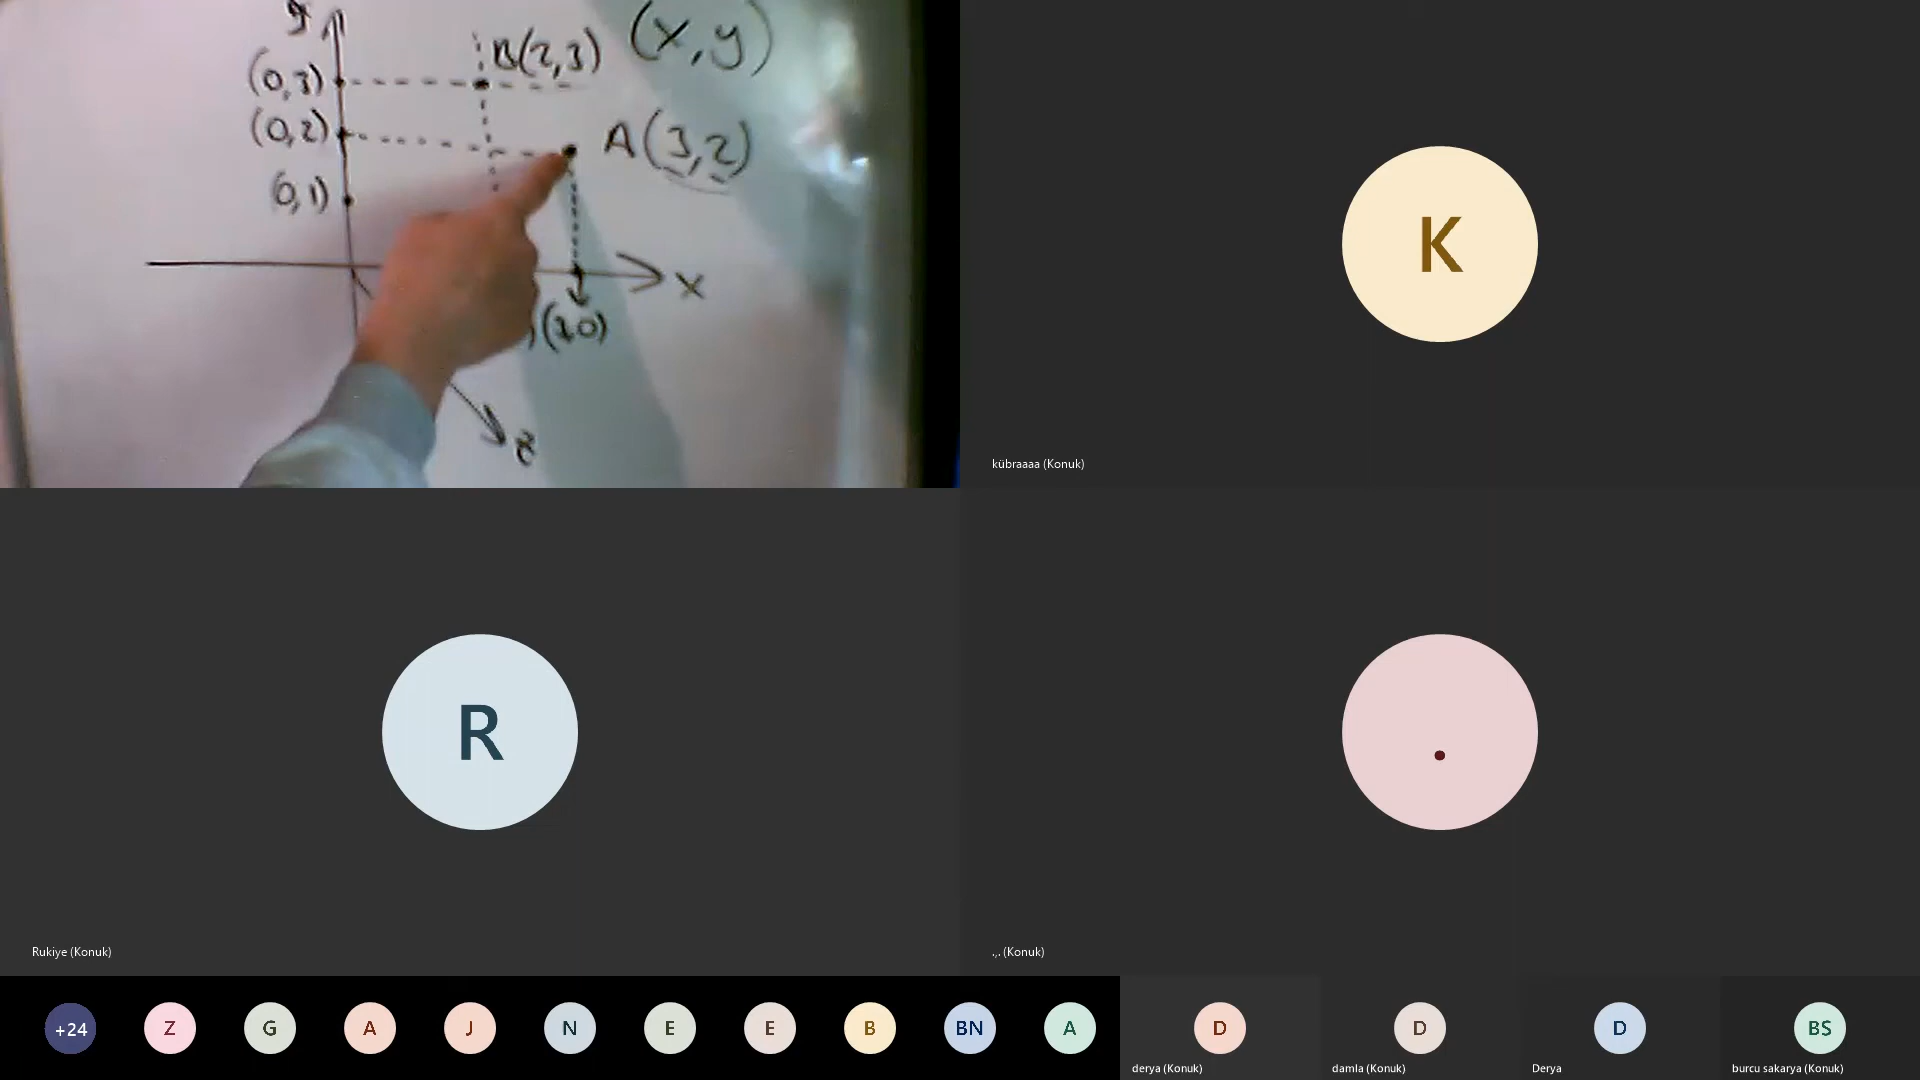 y
B(2,3) (x,y)
(0,3)
(0,2) A(3,2)
(0,1)
x
(3,0)
z
K
kübraaaa (Konuk)
R
Rukiye (Konuk)
.
.,. (Konuk)
+24 Z G A J N E E B BN A D D D BS
derya (Konuk) damla (Konuk) Derya burcu sakarya (Konuk)